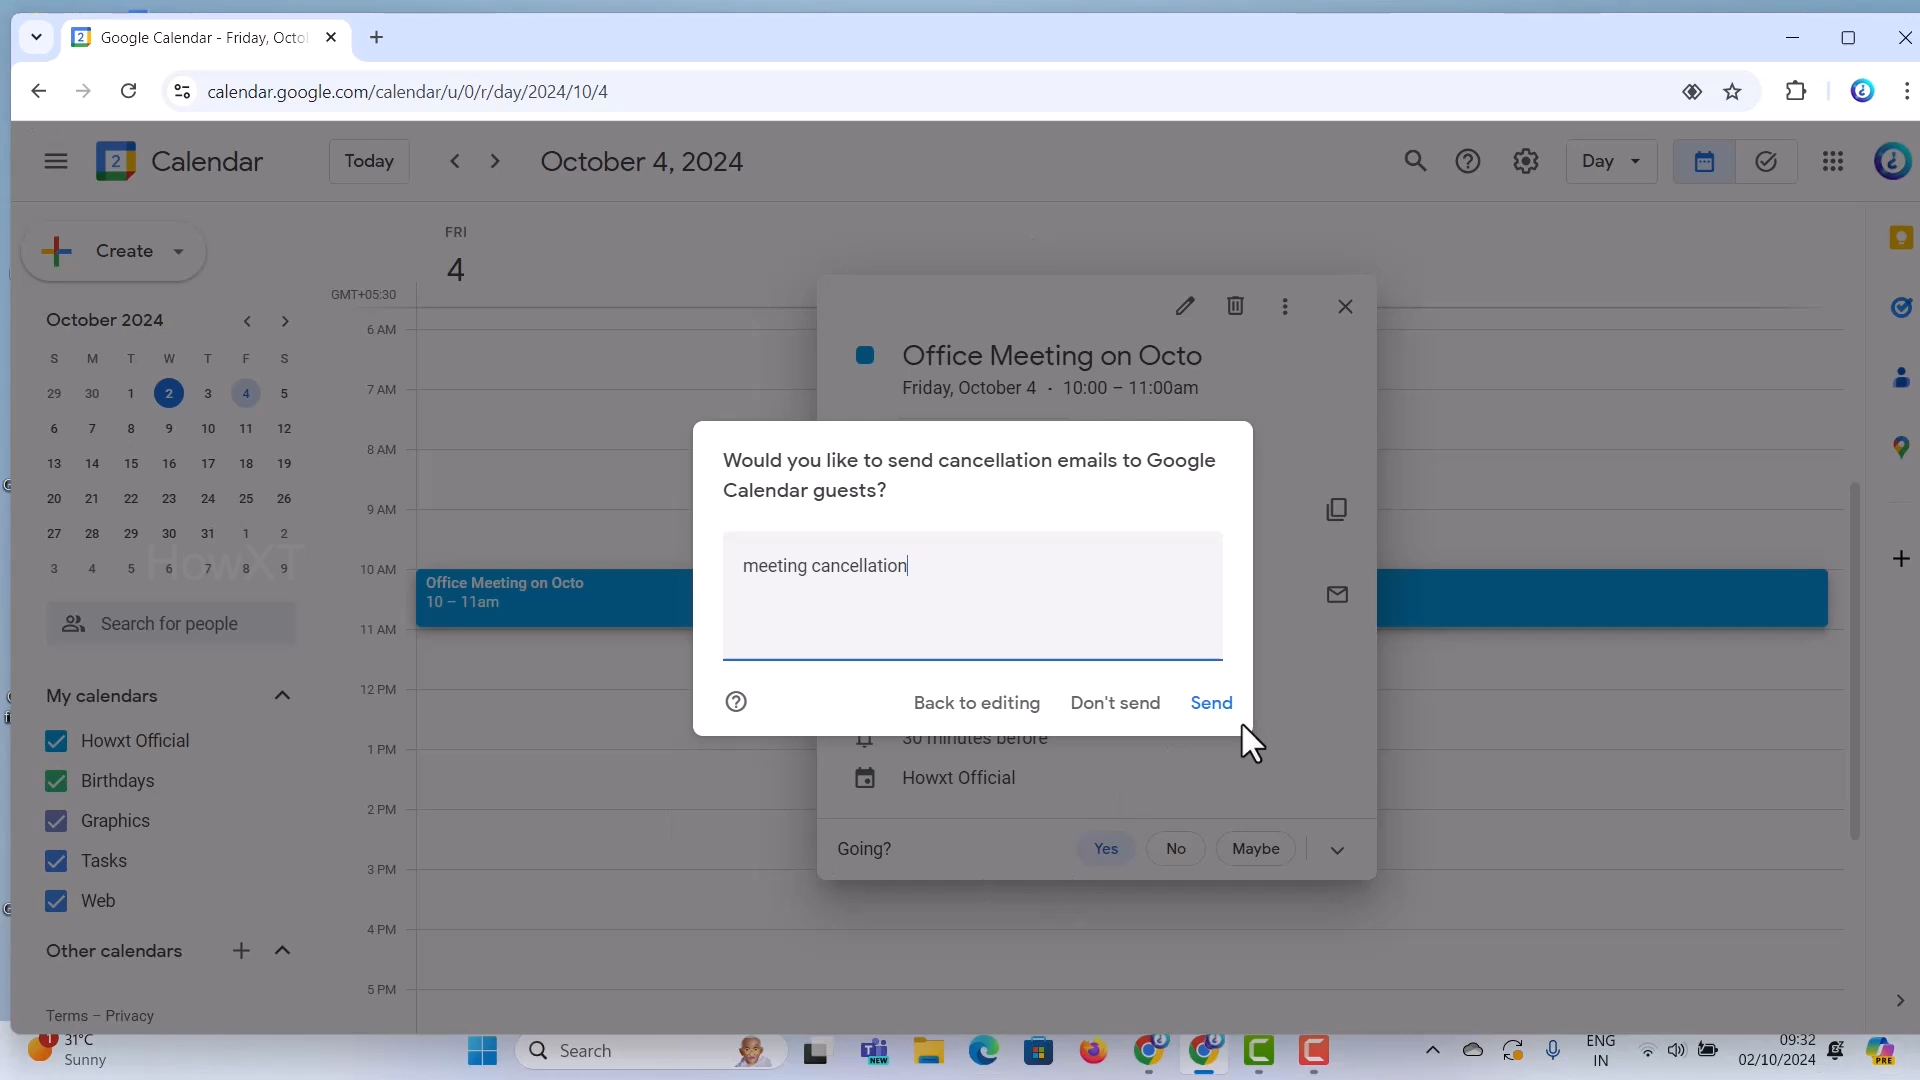 Google Calendar - Friday, Octo
calendar.google.com/calendar/u/0/r/day/2024/10/4
2
Calendar
Today
October 4, 2024
Day
Create
FRI
4
GMT+05:30
October 2024
S M T W T F S
29 30 1 2 3 4 5
6 7 8 9 10 11 12
13 14 15 16 17 18 19
20 21 22 23 24 25 26
27 28 29 30 31 1 2
3 4 5 6 7 8 9
HowXT
Search for people
My calendars
Howxt Official
Birthdays
Graphics
Tasks
Web
Other calendars
Terms – Privacy
6 AM
7 AM
8 AM
9 AM
10 AM
11 AM
12 PM
1 PM
2 PM
3 PM
4 PM
5 PM
Office Meeting on Octo
10 – 11am
Office Meeting on Octo
Friday, October 4 · 10:00 – 11:00am
Would you like to send cancellation emails to Google
Calendar guests?
meeting cancellation
Back to editing
Don't send
Send
30 minutes before
Howxt Official
Going?
Yes
No
Maybe
1
31°C
Sunny
Search
NEW
ENG
IN
09:32
02/10/2024
PRE